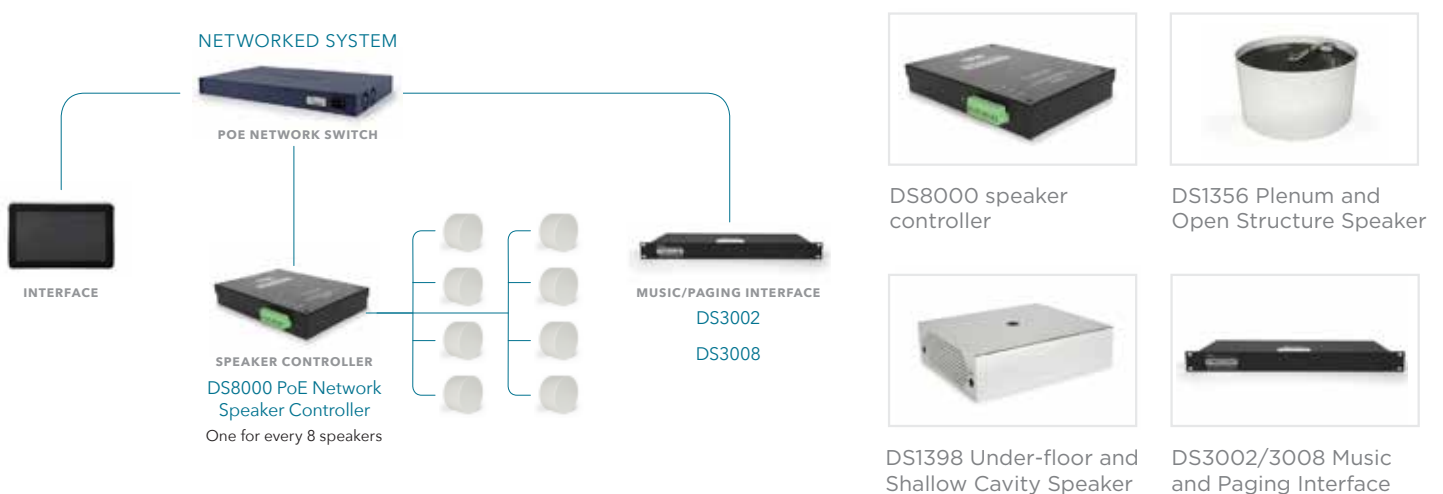 NETWORKED SYSTEM
POE NETWORK SWITCH
INTERFACE
SPEAKER CONTROLLER
DS8000 PoE Network
Speaker Controller
One for every 8 speakers
MUSIC/PAGING INTERFACE
DS3002
DS3008
DS8000 speaker
controller
DS1356 Plenum and
Open Structure Speaker
DS1398 Under-floor and
Shallow Cavity Speaker
DS3002/3008 Music
and Paging Interface